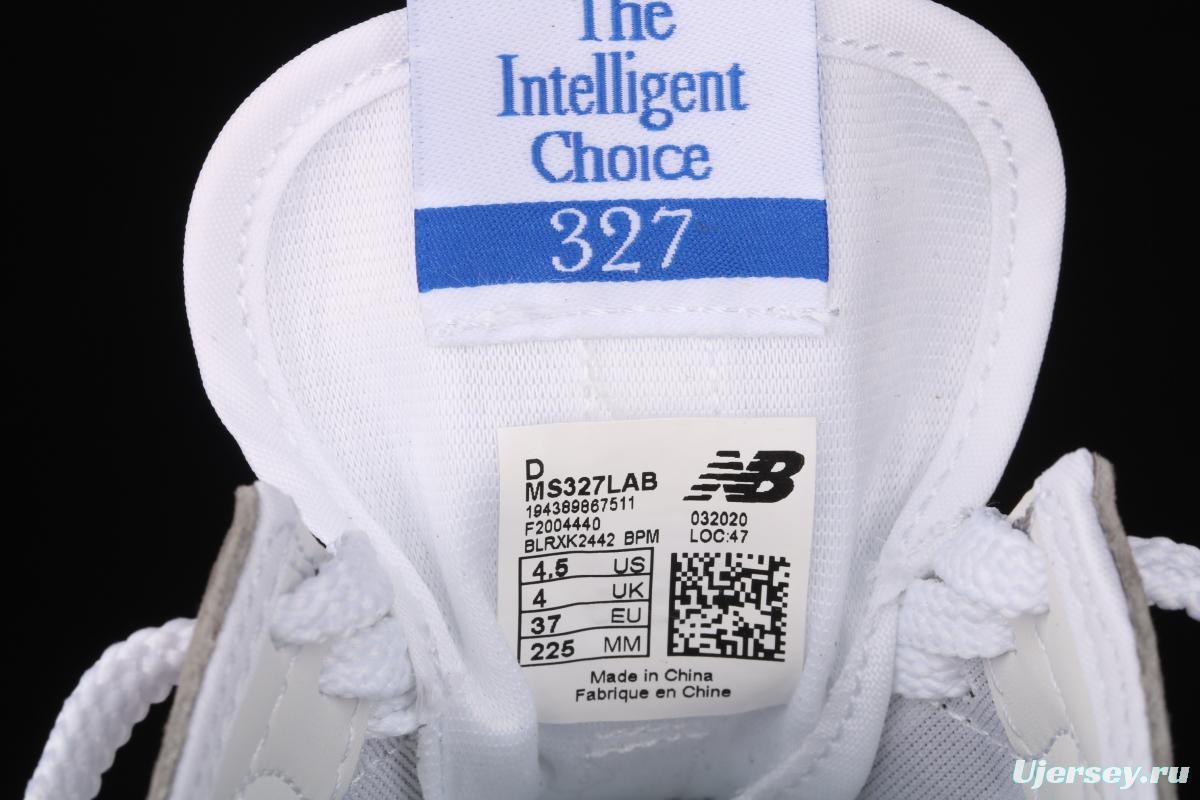 The
Intelligent
Choice
327
D
MS327LAB
194389867511
F2004440
BLRXK2442 BPM
NB
032020
LOC:47
4.5 US
4 UK
37 EU
225 MM
Made in China
Fabrique en Chine
Ujersey.ru